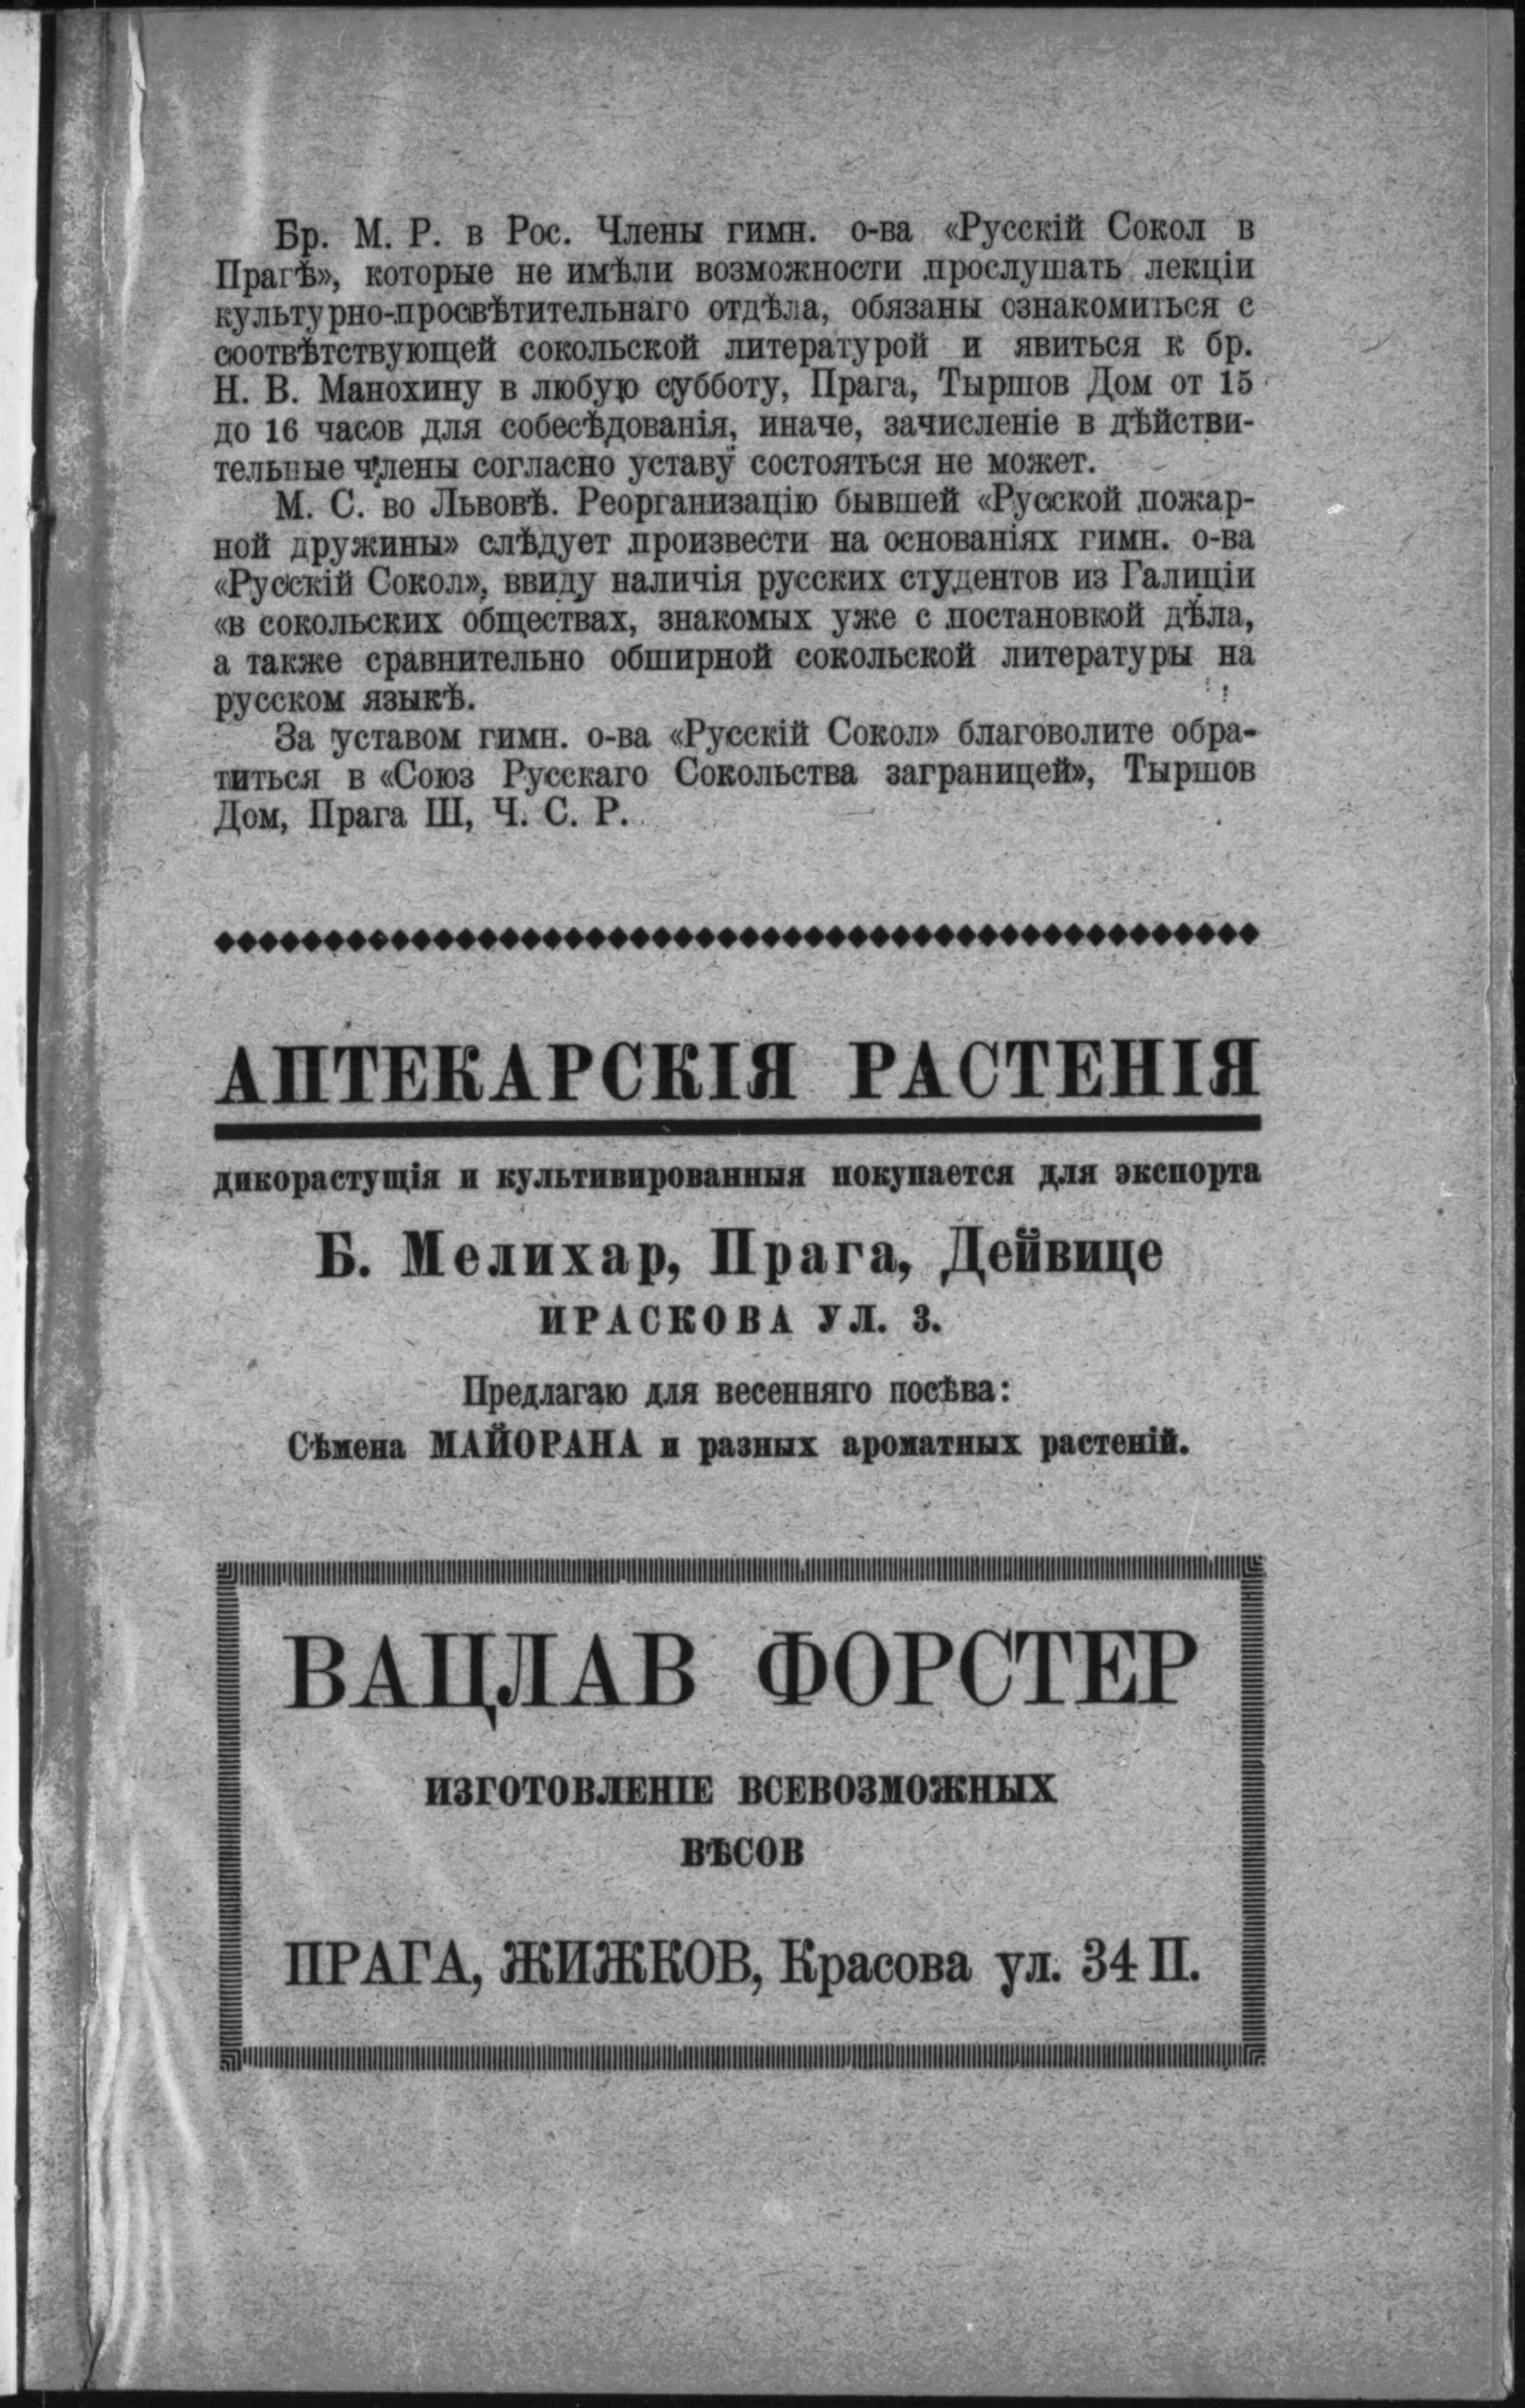 Бр. М. Р. в Рос. Члены гимн. о-ва «Русскій Сокол в
Прагѣ», которые не имѣли возможности прослушать лекціи
культурно-просвѣтительнаго отдѣла, обязаны ознакомиться с
соотвѣтствующей сокольской литературой и явиться к бр.
Н. В. Манохину в любую субботу, Прага, Тыршов Дом от 15
до 16 часов для собесѣдованія, иначе, зачисленіе в дѣйстви-
тельные члены согласно уставу состояться не может.
М. С. во Львовѣ. Реорганизацію бывшей «Русской пожар-
ной дружины» слѣдует произвести на основаніях гимн. о-ва
«Русскій Сокол», ввиду наличія русских студентов из Галиціи
«в сокольских обществах, знакомых уже с постановкой дѣла,
а также сравнительно обширной сокольской литературы на
русском языкѣ.
За уставом гимн. о-ва «Русскій Сокол» благоволите обра-
титься в «Союз Русскаго Сокольства заграницей», Тыршов
Дом, Прага III, Ч. С. Р.
АПТЕКАРСКІЯ РАСТЕНІЯ
дикорастущія и культивированныя покупается для экспорта
Б. Мелихар, Прага, Дейвице
ИРАСКОВА УЛ. 3.
Предлагаю для весенняго посѣва:
Сѣмена МАЙОРАНА и разных ароматных растеній.
ВАЦЛАВ ФОРСТЕР
ИЗГОТОВЛЕНІЕ ВСЕВОЗМОЖНЫХ
ВѢСОВ
ПРАГА, ЖИЖКОВ, Красова ул. 34 II.